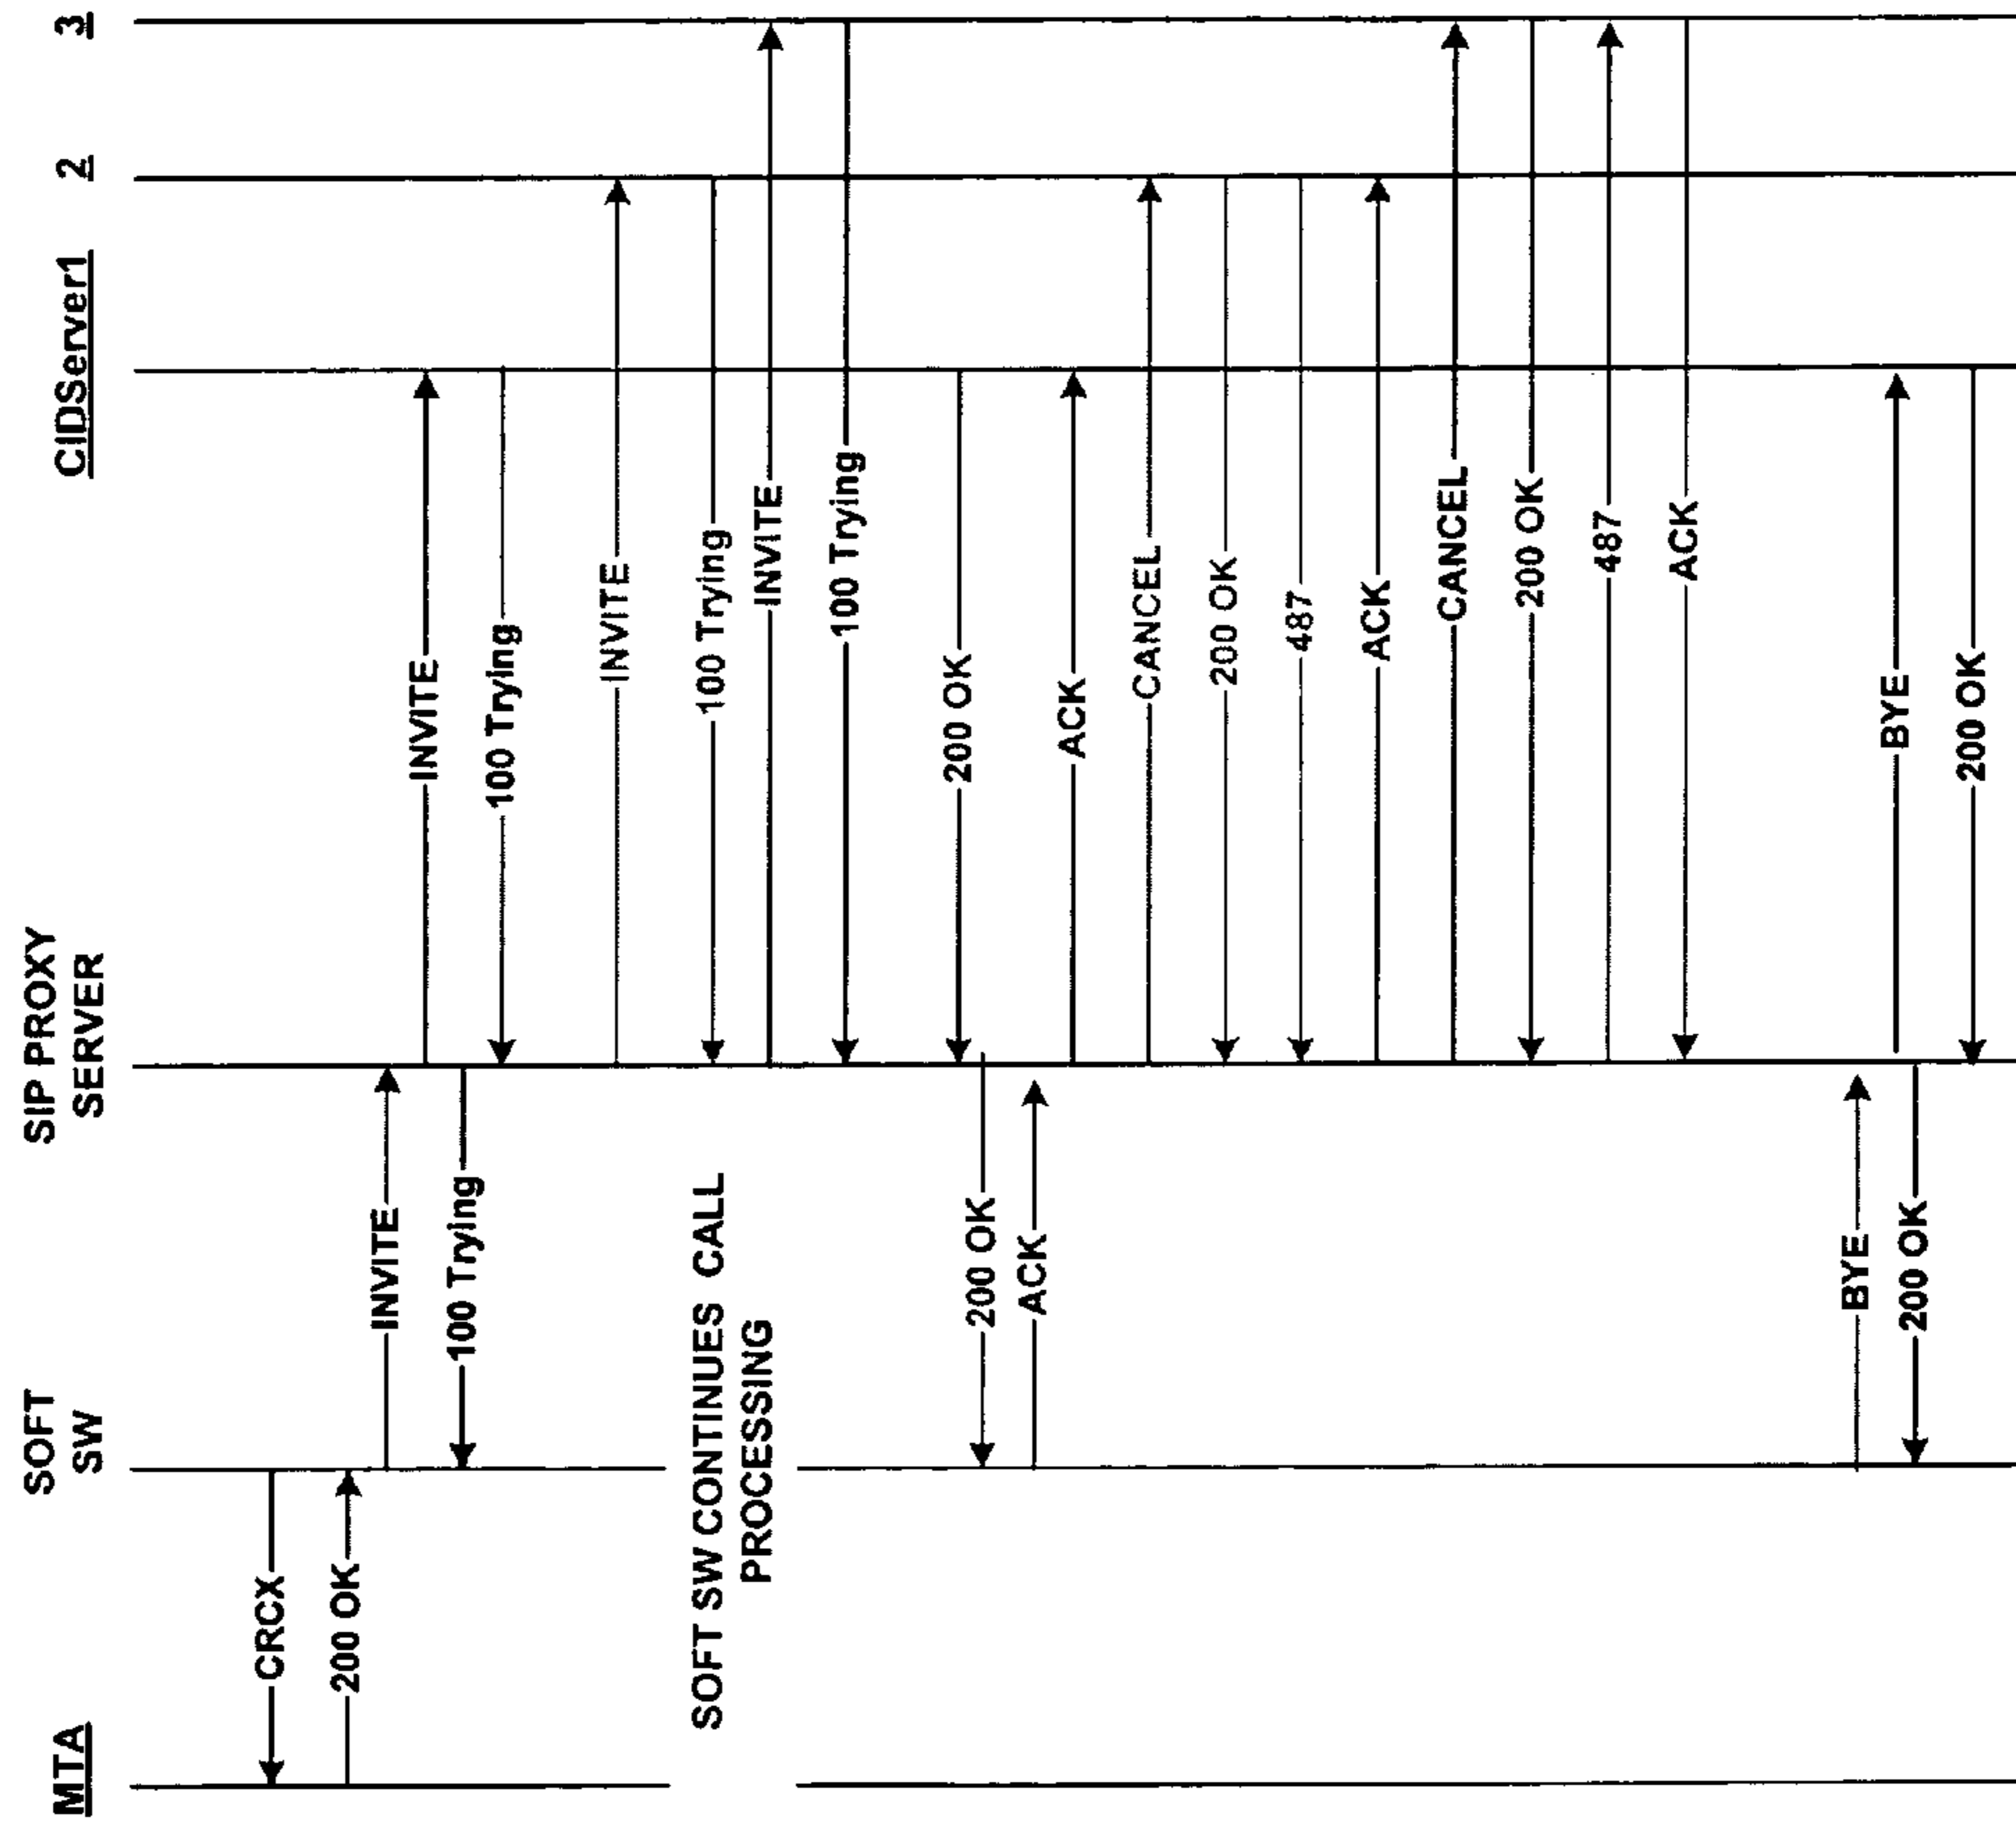 MTA
SOFT
SW
SIP PROXY
SERVER
CIDServer1
2
3
CRCX
200 OK
INVITE
INVITE
100 Trying
100 Trying
INVITE
SOFT SW CONTINUES CALL
PROCESSING
100 Trying
INVITE
100 Trying
200 OK
200 OK
ACK
ACK
CANCEL
200 OK
487
ACK
CANCEL
200 OK
487
ACK
BYE
BYE
200 OK
200 OK